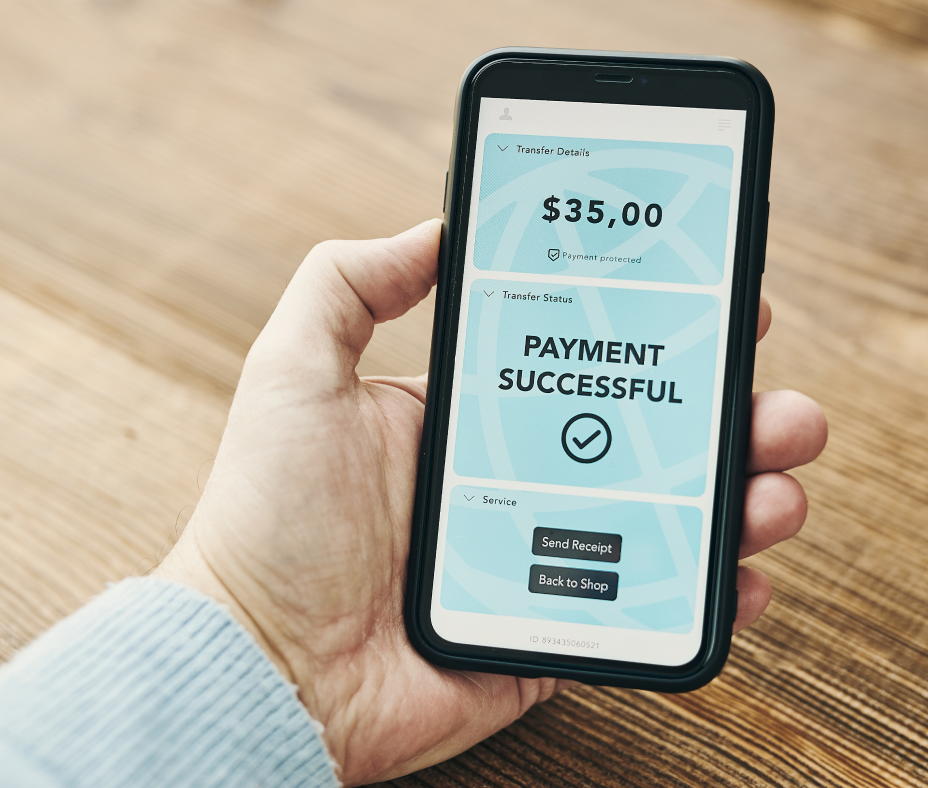 Transfer Details
$35,00
Payment protected
Transfer Status
PAYMENT
SUCCESSFUL
Service
Send Receipt
Back to Shop
ID 893435060521